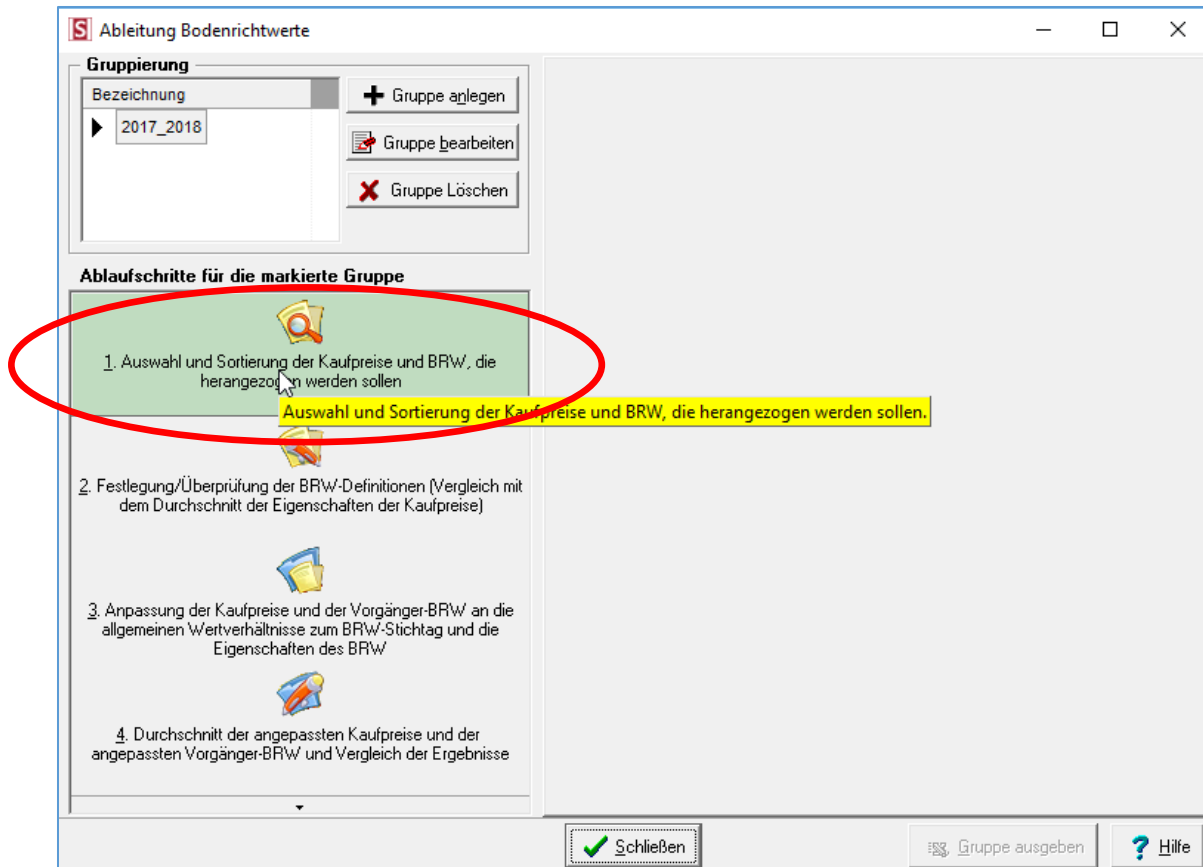 S Ableitung Bodenrichtwerte
Gruppierung
Bezeichnung
2017_2018
Gruppe anlegen
Gruppe bearbeiten
Gruppe Löschen
Ablaufschritte für die markierte Gruppe
1. Auswahl und Sortierung der Kaufpreise und BRW, die
herangezogen werden sollen
Auswahl und Sortierung der Kaufpreise und BRW, die herangezogen werden sollen.
2. Festlegung/Überprüfung der BRW-Definitionen (Vergleich mit
dem Durchschnitt der Eigenschaften der Kaufpreise)
3. Anpassung der Kaufpreise und der Vorgänger-BRW an die
allgemeinen Wertverhältnisse zum BRW-Stichtag und die
Eigenschaften des BRW
4. Durchschnitt der angepassten Kaufpreise und der
angepassten Vorgänger-BRW und Vergleich der Ergebnisse
Schließen
Gruppe ausgeben
? Hilfe